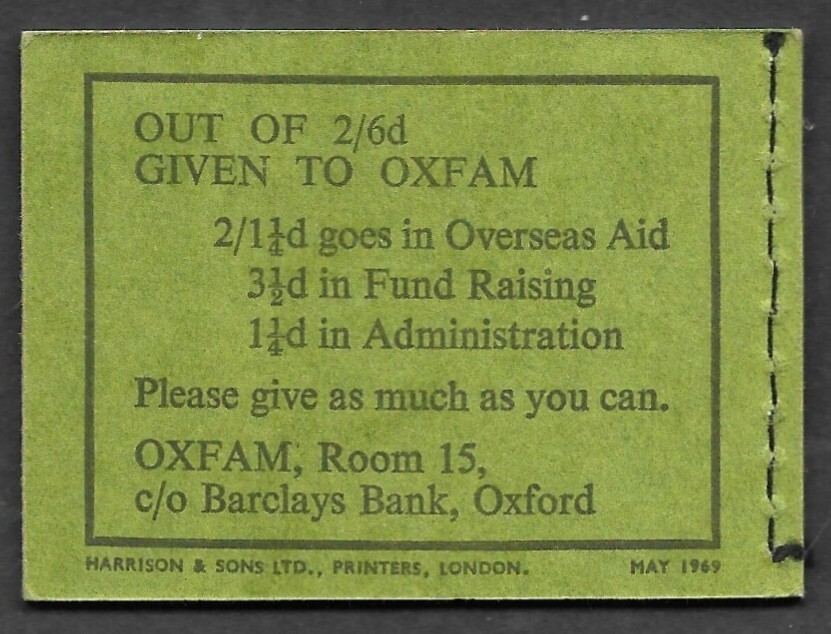 OUT OF 2/6d
GIVEN TO OXFAM
2/1¼d goes in Overseas Aid
3½d in Fund Raising
1¼d in Administration
Please give as much as you can.
OXFAM, Room 15,
c/o Barclays Bank, Oxford
HARRISON & SONS LTD., PRINTERS, LONDON. MAY 1969